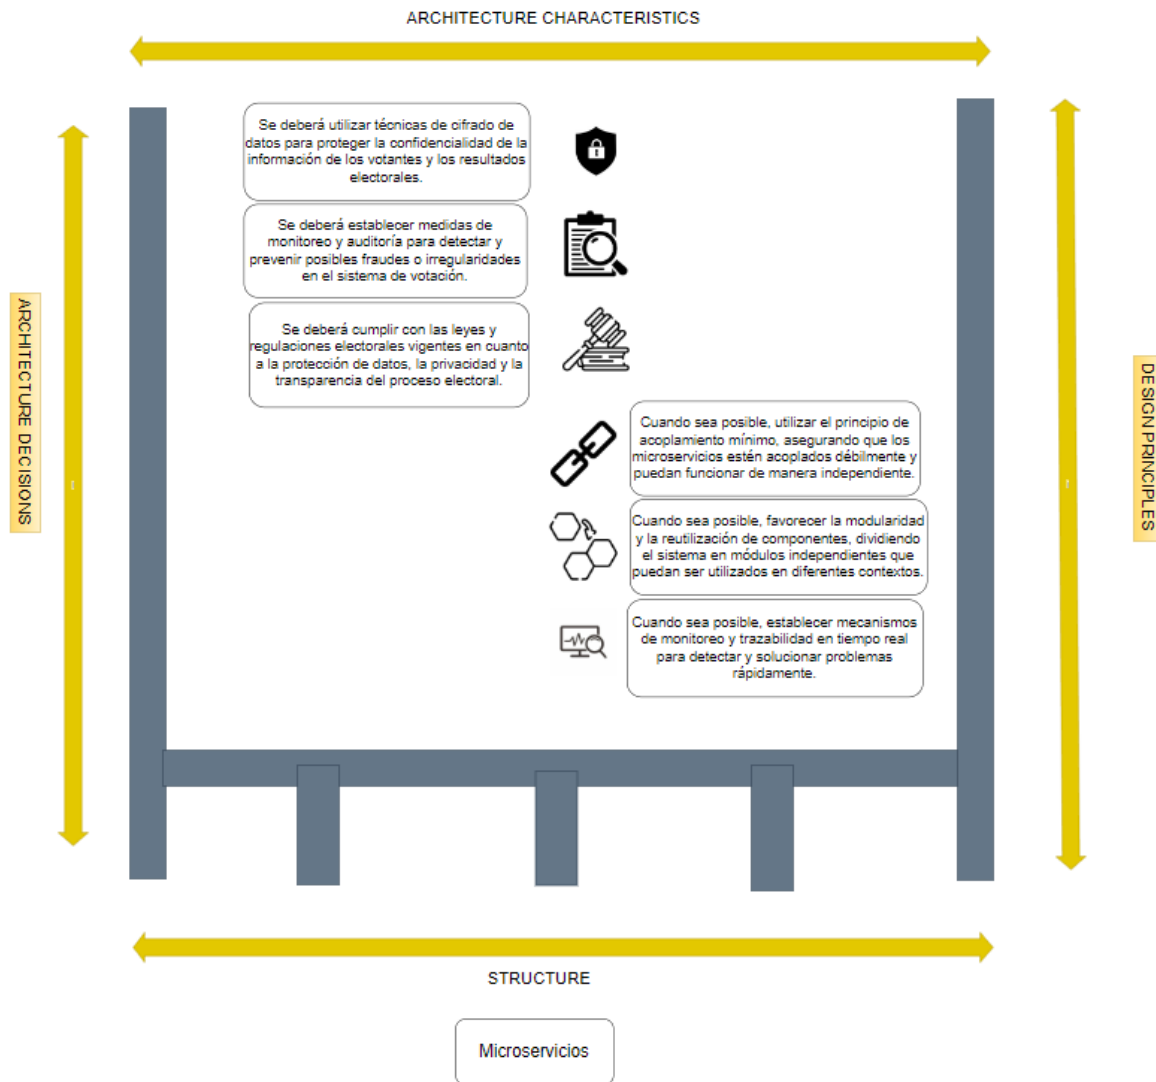 ARCHITECTURE CHARACTERISTICS
Se deberá utilizar técnicas de cifrado de
datos para proteger la confidencialidad de la
información de los votantes y los resultados
electorales.
Se deberá establecer medidas de
monitoreo y auditoría para detectar y
prevenir posibles fraudes o irregularidades
en el sistema de votación.
Se deberá cumplir con las leyes y
regulaciones electorales vigentes en cuanto
a la protección de datos, la privacidad y la
transparencia del proceso electoral.
ARCHITECTURE DECISIONS
DESIGN PRINCIPLES
Cuando sea posible, utilizar el principio de
acoplamiento mínimo, asegurando que los
microservicios estén acoplados débilmente y
puedan funcionar de manera independiente.
Cuando sea posible, favorecer la modularidad
y la reutilización de componentes, dividiendo
el sistema en módulos independientes que
puedan ser utilizados en diferentes contextos.
Cuando sea posible, establecer mecanismos
de monitoreo y trazabilidad en tiempo real
para detectar y solucionar problemas
rápidamente.
STRUCTURE
Microservicios